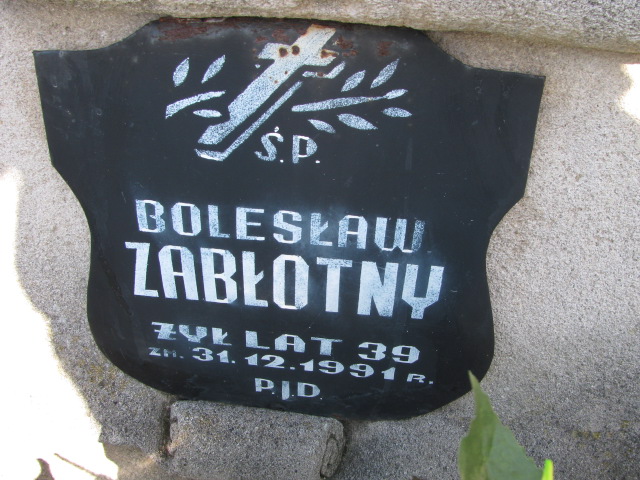 Ś.P.
BOLESŁAW
ZABŁOTNY
ŻYŁ LAT 39
ZM. 31.12.1991 R.
P.J.D.